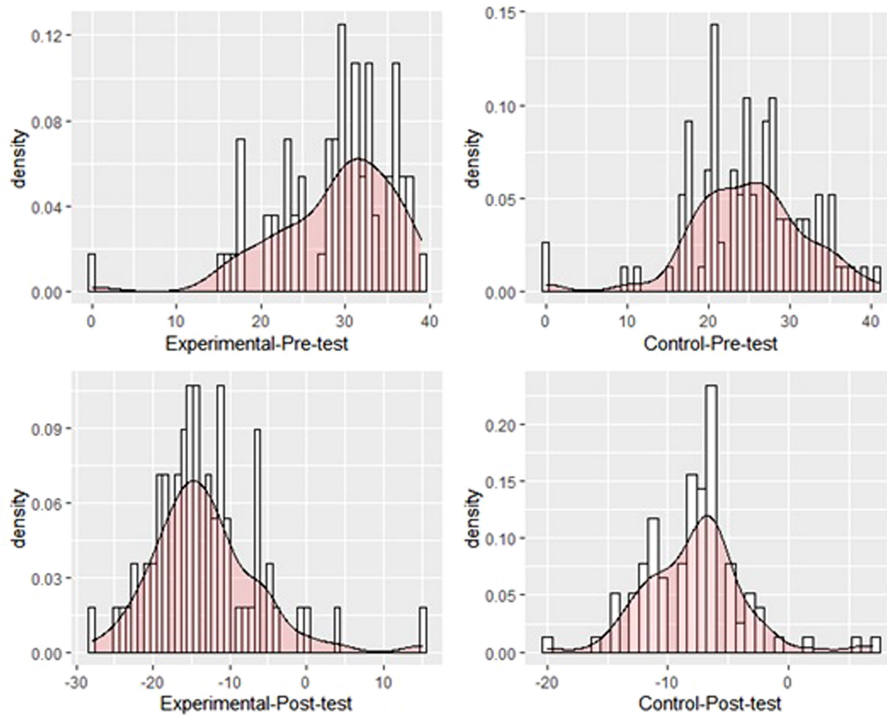 0.12
0.08
0.04
0.00
density
0 10 20 30 40
Experimental-Pre-test
0.15
0.10
0.05
0.00
density
0 10 20 30 40
Control-Pre-test
0.09
0.06
0.03
0.00
density
-30 -20 -10 0 10
Experimental-Post-test
0.20
0.15
0.10
0.05
0.00
density
-20 -10 0
Control-Post-test